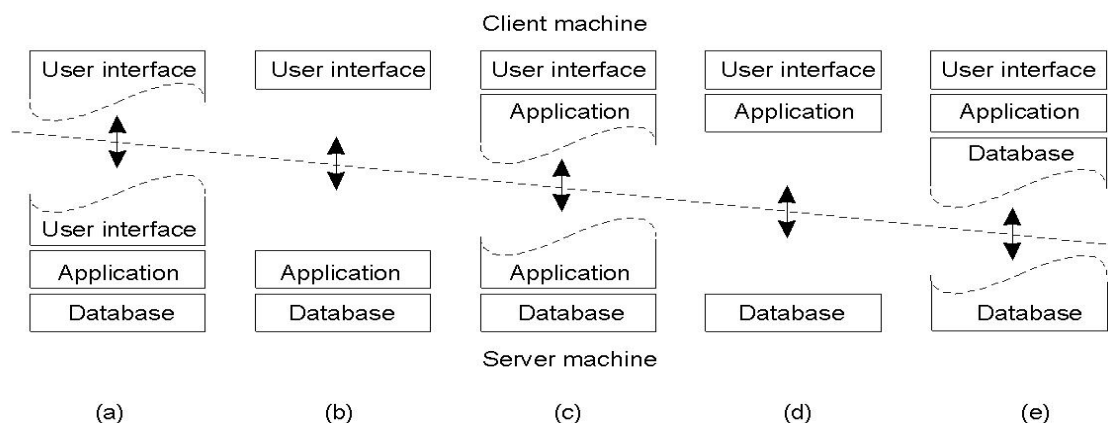 Client machine
User interface User interface User interface User interface User interface
Application Application Application
Database
User interface
Application Application Application
Database Database Database Database Database
Server machine
(a) (b) (c) (d) (e)